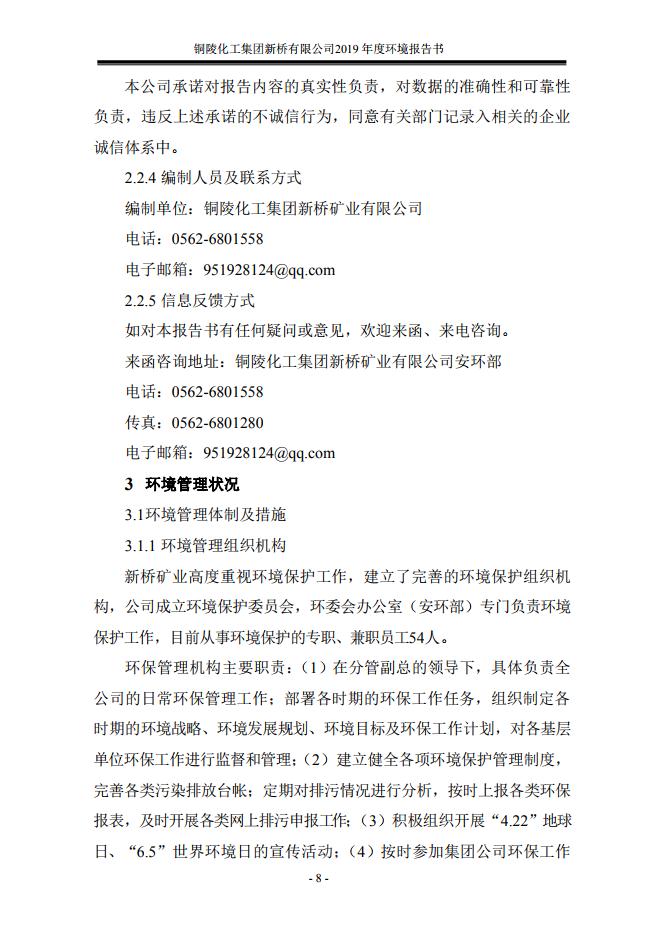 铜陵化工集团新桥有限公司2019 年度环境报告书
本公司承诺对报告内容的真实性负责，对数据的准确性和可靠性
负责，违反上述承诺的不诚信行为，同意有关部门记录入相关的企业
诚信体系中。
2.2.4 编制人员及联系方式
编制单位：铜陵化工集团新桥矿业有限公司
电话：0562-6801558
电子邮箱：951928124@qq.com
2.2.5 信息反馈方式
如对本报告书有任何疑问或意见，欢迎来函、来电咨询。
来函咨询地址：铜陵化工集团新桥矿业有限公司安环部
电话：0562-6801558
传真：0562-6801280
电子邮箱：951928124@qq.com
3 环境管理状况
3.1环境管理体制及措施
3.1.1 环境管理组织机构
新桥矿业高度重视环境保护工作，建立了完善的环境保护组织机
构，公司成立环境保护委员会，环委会办公室（安环部）专门负责环境
保护工作，目前从事环境保护的专职、兼职员工54人。
环保管理机构主要职责：（1）在分管副总的领导下，具体负责全
公司的日常环保管理工作；部署各时期的环保工作任务，组织制定各
时期的环境战略、环境发展规划、环境目标及环保工作计划，对各基层
单位环保工作进行监督和管理；（2）建立健全各项环境保护管理制度，
完善各类污染排放台帐；定期对排污情况进行分析，按时上报各类环保
报表，及时开展各类网上排污申报工作；（3）积极组织开展“4.22”地球
日、“6.5”世界环境日的宣传活动；（4）按时参加集团公司环保工作
- 8 -